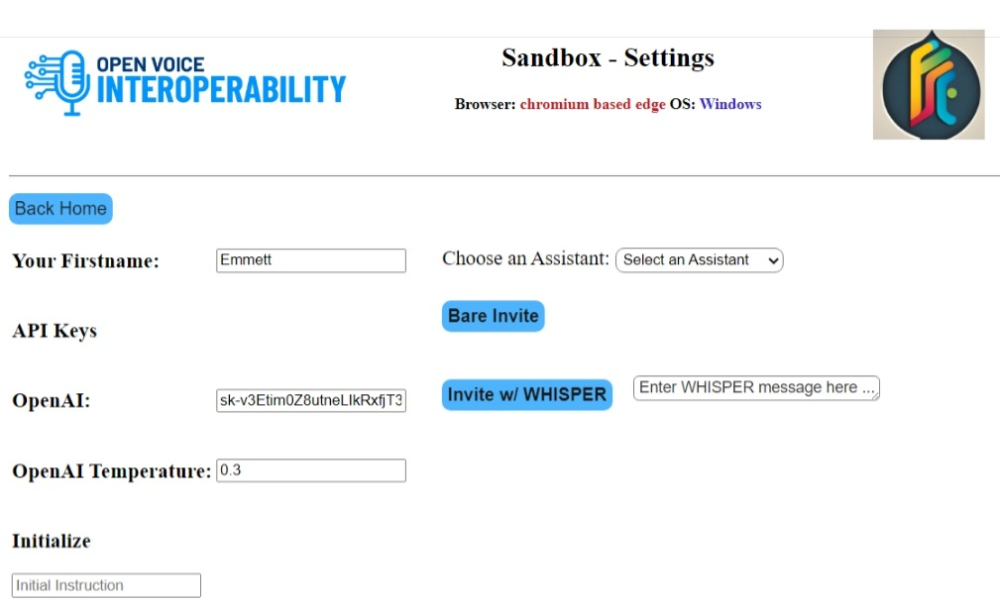 OPEN VOICE
INTEROPERABILITY
Sandbox - Settings
Browser: chromium based edge OS: Windows
Back Home
Your Firstname: Emmett
Choose an Assistant: Select an Assistant
Bare Invite
API Keys
Invite w/ WHISPER Enter WHISPER message here ...
OpenAI: sk-v3Etim0Z8utneLlkRxfjT3
OpenAI Temperature: 0.3
Initialize
Initial Instruction